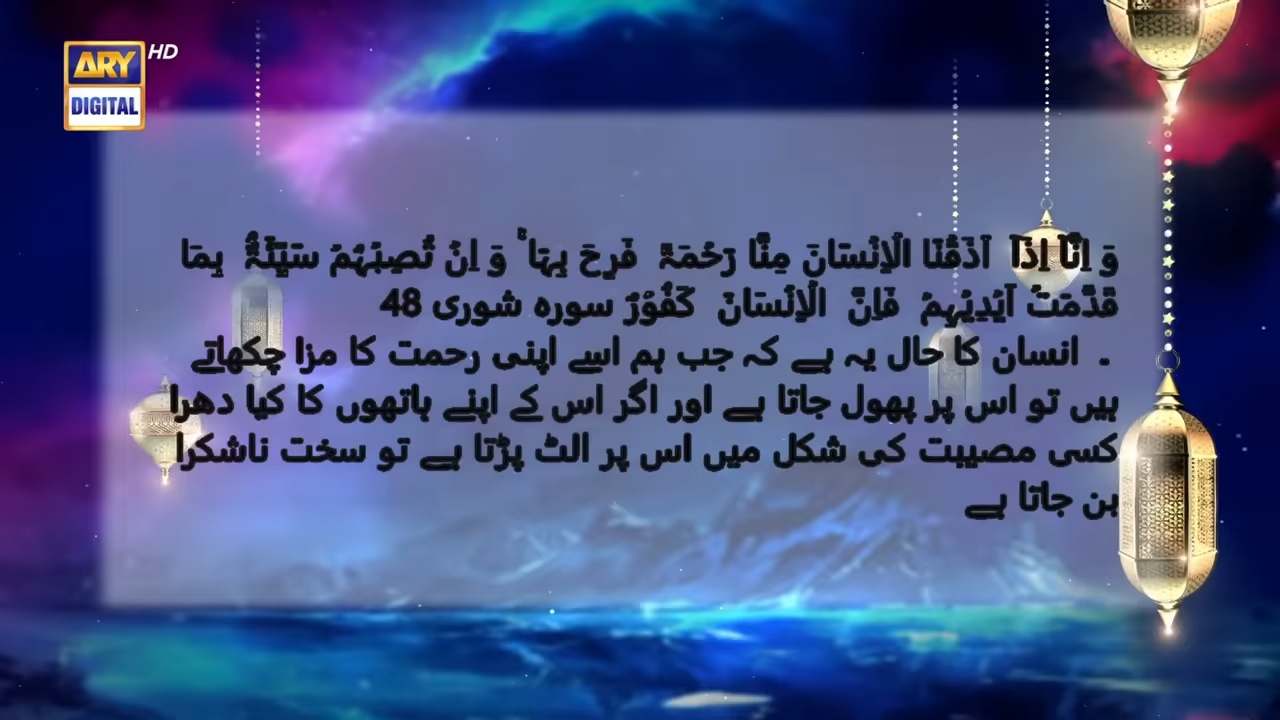 ARY HD
DIGITAL
وَ اِنَّاۤ اِذَاۤ اَذَقْنَا الْاِنْسَانَ مِنَّا رَحْمَۃً فَرِحَ بِہَا ۚ وَ اِنْ تُصِبْہُمْ سَیِّئَۃٌۢ بِمَا
قَدَّمَتْ اَیْدِیْہِمْ فَاِنَّ الْاِنْسَانَ کَفُوْرٌ سورہ شوری 48
۔ انسان کا حال یہ ہے کہ جب ہم اسے اپنی رحمت کا مزا چکھاتے
ہیں تو اس پر پھول جاتا ہے اور اگر اس کے اپنے ہاتھوں کا کیا دھرا
کسی مصیبت کی شکل میں اس پر الٹ پڑتا ہے تو سخت ناشکرا
بن جاتا ہے